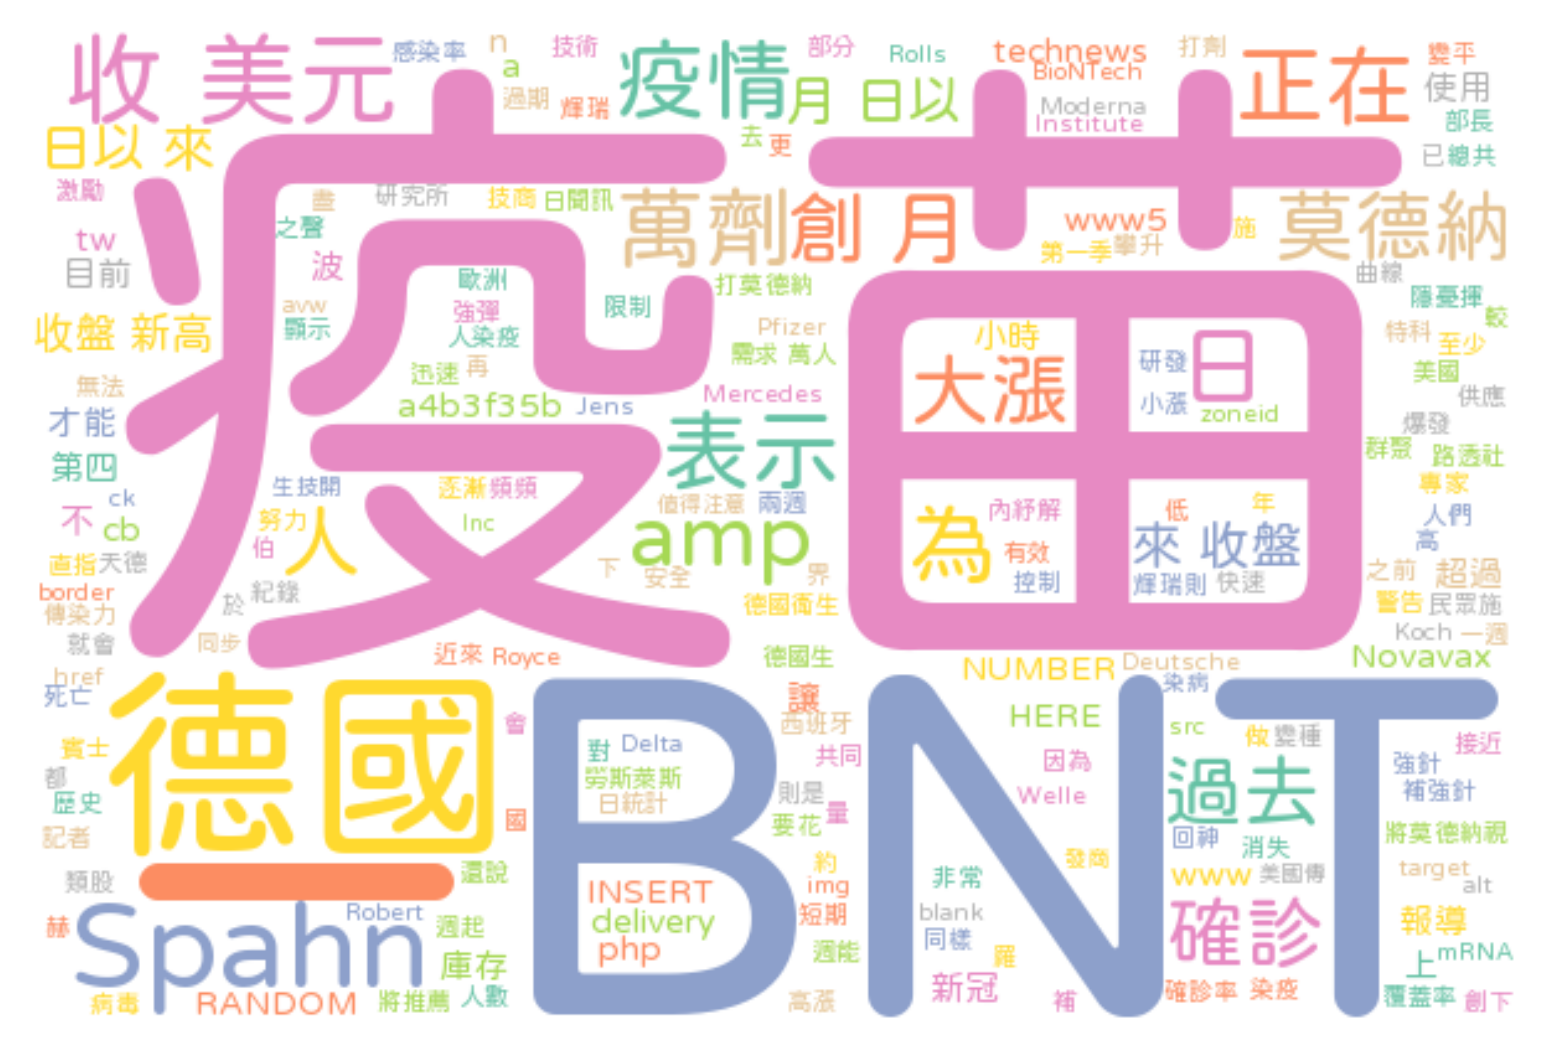 收 美元 感染率 n 技術 疫情 部分 Rolls technews 打劑 正在 變平
a 過期 輝瑞 月 日以 BioNTech Moderna Institute 使用 部長
日以 來 去 更 已 總共
激勵 盡 研究所 技商 日聞訊 萬劑 創 月 www5 施 莫德納
tw 之聲 第一季 攀升
目前 波 歐洲 限制 打莫德納 曲線 隱憂揮
收盤 新高 avw 顯示 強彈 人染疫 Pfizer 小時 特科 較 至少
疫苗
無法 迅速 再 需求 萬人 大漲 研發 日 美國 供應
才能 a4b3f35b Jens Mercedes 小漲 zoneid 爆發
第四 表示 群聚 路透社
ck 生技開 逐漸 頻頻 值得注意 兩週 內紓解 低 年 專家
不 cb 努力 人 Inc amp 為 有效 來 收盤 人們 高
直指 天德 伯 下 安全 界 控制 輝瑞則 快速 之前 超過
border 紀錄 於 德國衛生 警告 民眾施
傳染力 就會 同步 近來 Royce 德國生 Koch 一週
href NUMBER Deutsche Novavax
死亡 德國 會 讓 染病
BNT
賓士 對 Delta 西班牙 HERE src 做 變種 接近
都 勞斯萊斯 共同 因為 過去 強針
歷史 日統計 則是 量 Welle 補強針
記者 國 要花 回神 消失 將莫德納視
類股 還說 約 發商 www 美國傳 target
赫 Spahn Robert 週起 INSERT img 非常 alt
delivery 短期 blank 確診 報導
庫存 php 週能 同樣 羅 上 mRNA
病毒 RANDOM 將推薦 人數 高漲 新冠 補 確診率 染疫 覆蓋率 創下